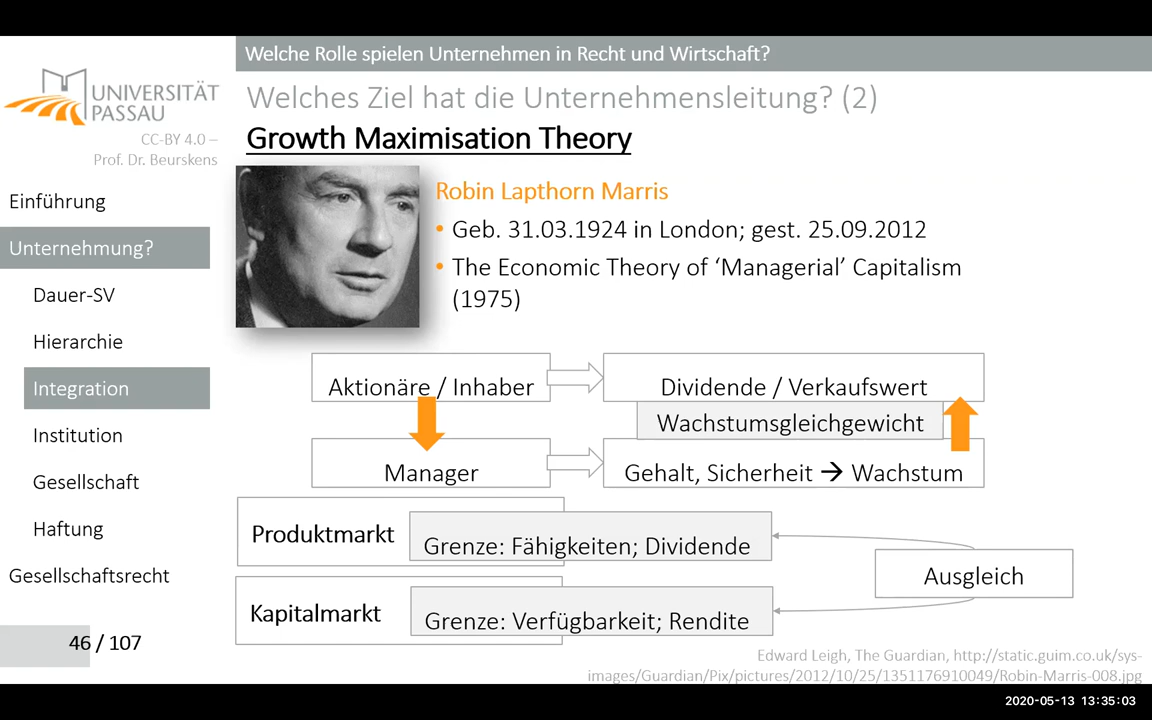 Welche Rolle spielen Unternehmen in Recht und Wirtschaft?
UNIVERSITÄT
PASSAU
CC-BY 4.0 –
Prof. Dr. Beurskens
Welches Ziel hat die Unternehmensleitung? (2)
Growth Maximisation Theory
Einführung
Unternehmung?
Dauer-SV
Hierarchie
Integration
Institution
Gesellschaft
Haftung
Gesellschaftsrecht
46 / 107
Robin Lapthorn Marris
• Geb. 31.03.1924 in London; gest. 25.09.2012
• The Economic Theory of ‘Managerial’ Capitalism
(1975)
Aktionäre / Inhaber
Dividende / Verkaufswert
Wachstumsgleichgewicht
Manager
Gehalt, Sicherheit → Wachstum
Produktmarkt
Grenze: Fähigkeiten; Dividende
Ausgleich
Kapitalmarkt
Grenze: Verfügbarkeit; Rendite
Edward Leigh, The Guardian, http://static.guim.co.uk/sys-
images/Guardian/Pix/pictures/2012/10/25/1351176910049/Robin-Marris-008.jpg
2020-05-13 13:35:03